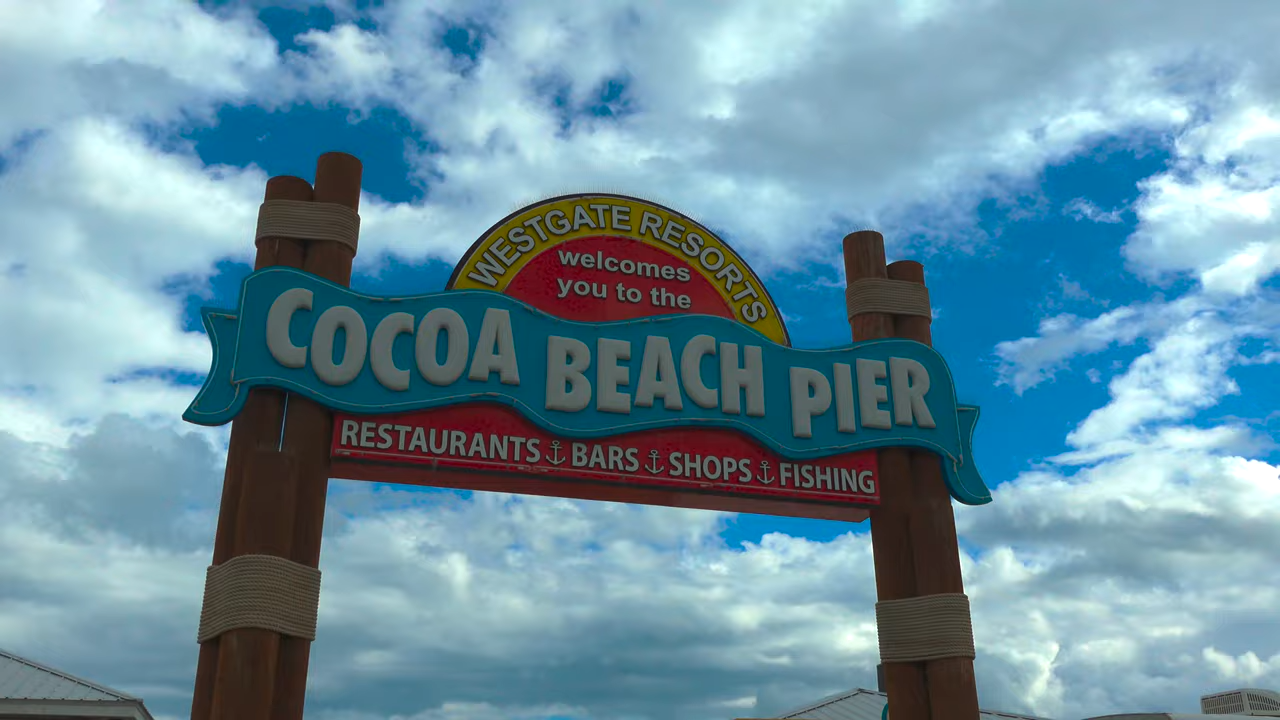 WESTGATE RESORTS
welcomes
you to the
COCOA BEACH PIER
RESTAURANTS ⚓ BARS ⚓ SHOPS ⚓ FISHING